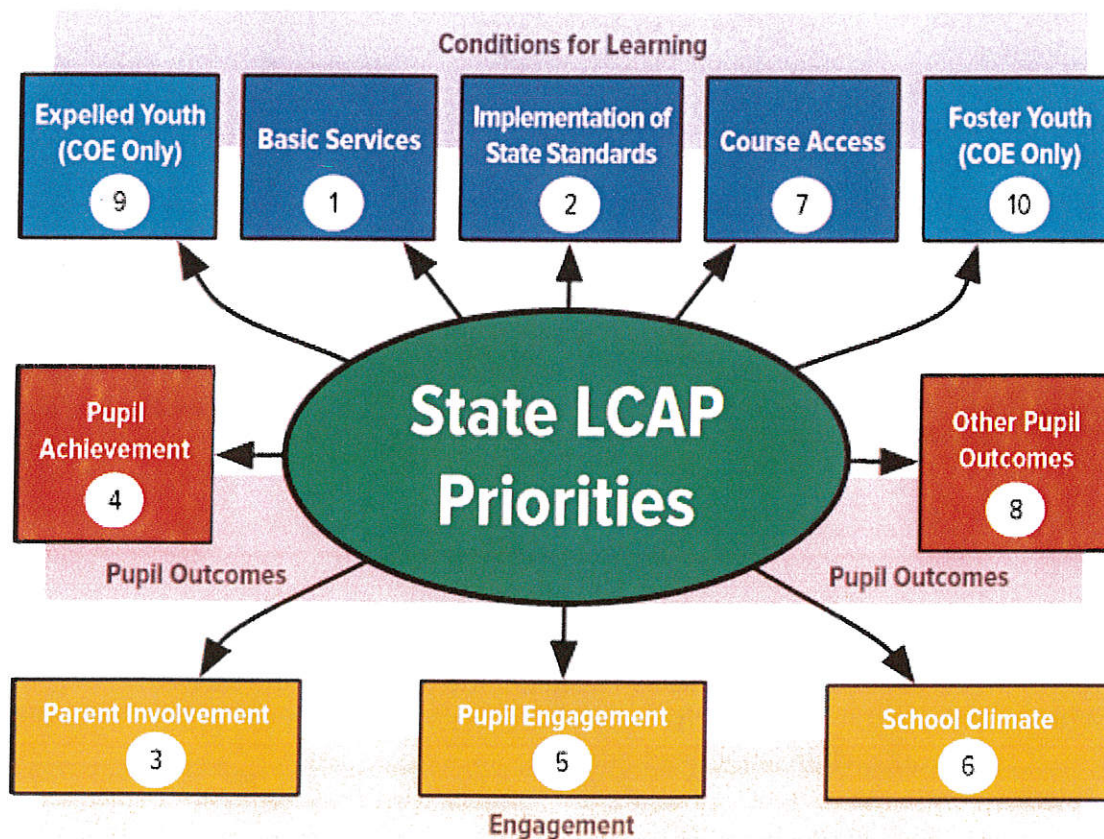 Conditions for Learning
Expelled Youth
(COE Only)
9
Basic Services
1
Implementation of
State Standards
2
Course Access
7
Foster Youth
(COE Only)
10
State LCAP
Priorities
Pupil
Achievement
4
Other Pupil
Outcomes
8
Pupil Outcomes
Pupil Outcomes
Parent Involvement
3
Pupil Engagement
5
School Climate
6
Engagement